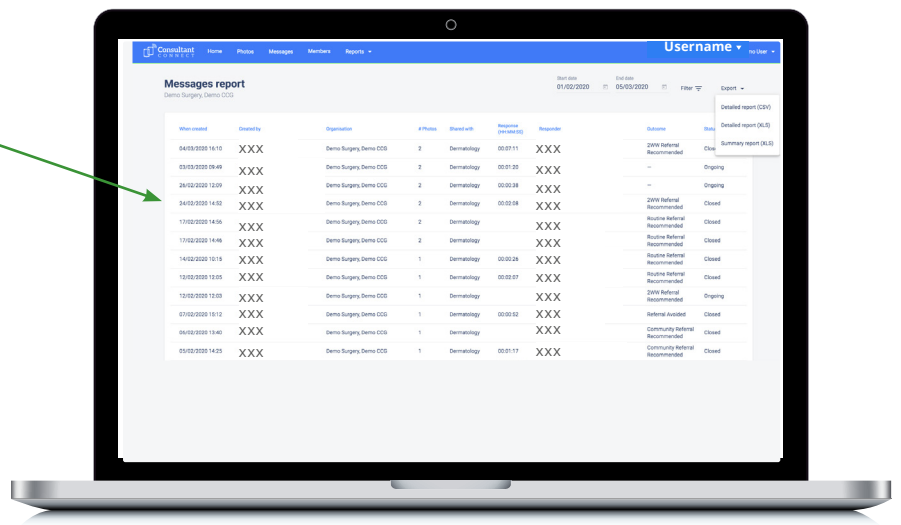 Consultant CONNECT Home Photos Messages Members Reports Username no User
Messages report
Demo Surgery, Demo CCG
Start date End date
01/02/2020 05/03/2020 Filter Export
Detailed report (CSV)
Detailed report (XLS)
Summary report (XLS)
When created Created by Organisation # Photos Shared with Response Responder Outcome
04/03/2020 16:10 XXX Demo Surgery, Demo CCG 2 Dermatology 00:07:11 XXX 2WW Referral Recommended
03/03/2020 09:49 XXX Demo Surgery, Demo CCG 2 Dermatology 00:01:20 XXX — Ongoing
26/02/2020 12:09 XXX Demo Surgery, Demo CCG 2 Dermatology 00:00:38 XXX — Ongoing
24/02/2020 14:52 XXX Demo Surgery, Demo CCG 2 Dermatology 00:02:08 XXX 2WW Referral Recommended Closed
17/02/2020 14:56 XXX Demo Surgery, Demo CCG 2 Dermatology XXX Routine Referral Recommended Closed
17/02/2020 14:46 XXX Demo Surgery, Demo CCG 2 Dermatology XXX Routine Referral Recommended Closed
14/02/2020 10:15 XXX Demo Surgery, Demo CCG 1 Dermatology 00:00:26 XXX Routine Referral Recommended Closed
12/02/2020 12:05 XXX Demo Surgery, Demo CCG 1 Dermatology 00:02:07 XXX Routine Referral Recommended Closed
12/02/2020 12:03 XXX Demo Surgery, Demo CCG 1 Dermatology XXX 2WW Referral Recommended Ongoing
07/02/2020 15:12 XXX Demo Surgery, Demo CCG 1 Dermatology 00:00:52 XXX Referral Avoided Closed
06/02/2020 13:40 XXX Demo Surgery, Demo CCG 1 Dermatology XXX Community Referral Recommended Closed
05/02/2020 14:25 XXX Demo Surgery, Demo CCG 1 Dermatology 00:01:17 XXX Community Referral Recommended Closed